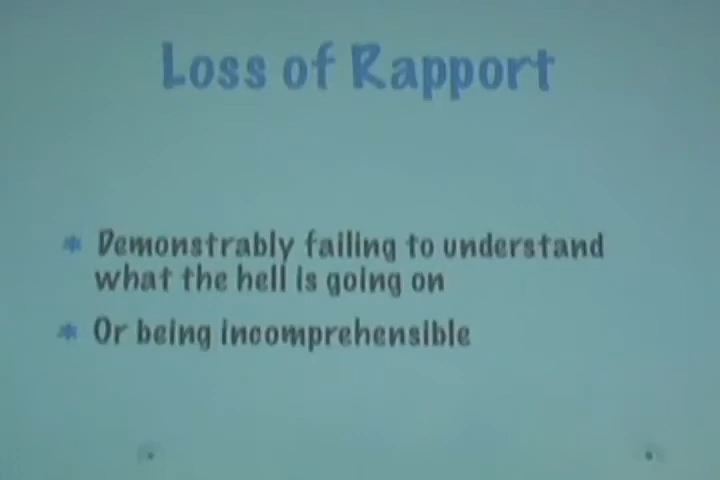 Loss of Rapport
* Demonstrably failing to understand
what the hell is going on
* Or being incomprehensible